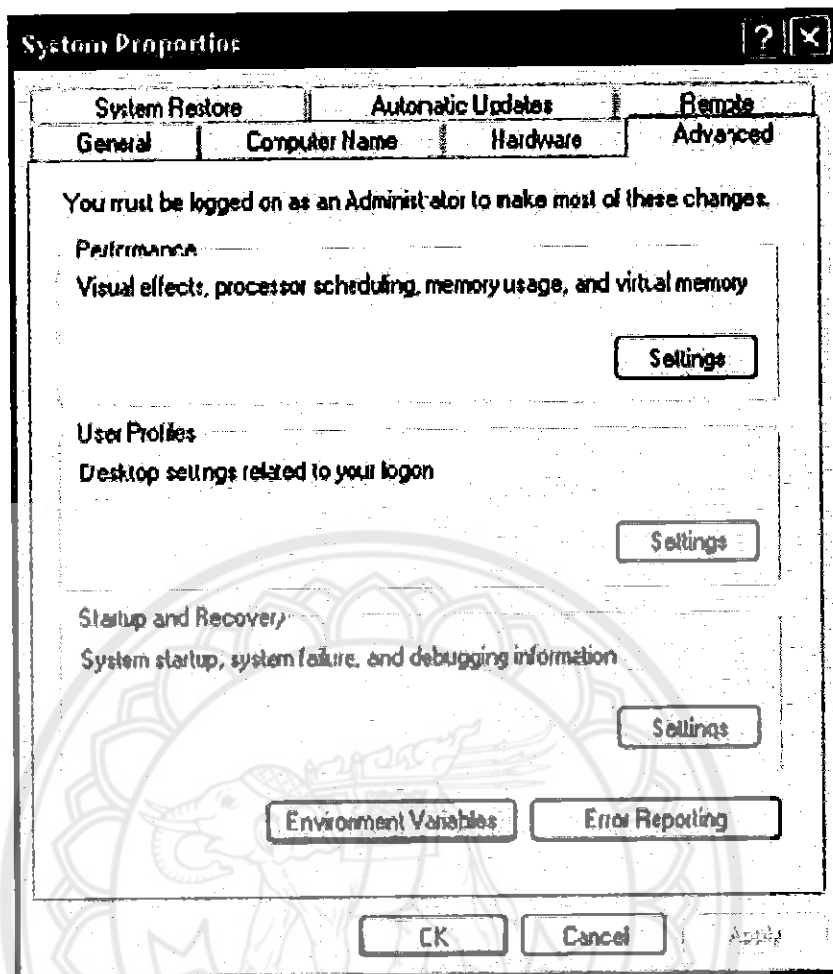 System Properties
System Restore Automatic Updates Remote
General Computer Name Hardware Advanced
You must be logged on as an Administrator to make most of these changes.
Performance
Visual effects, processor scheduling, memory usage, and virtual memory
Settings
User Profiles
Desktop settings related to your logon
Settings
Startup and Recovery
System startup, system failure, and debugging information
Settings
Environment Variables Error Reporting
OK Cancel Apply